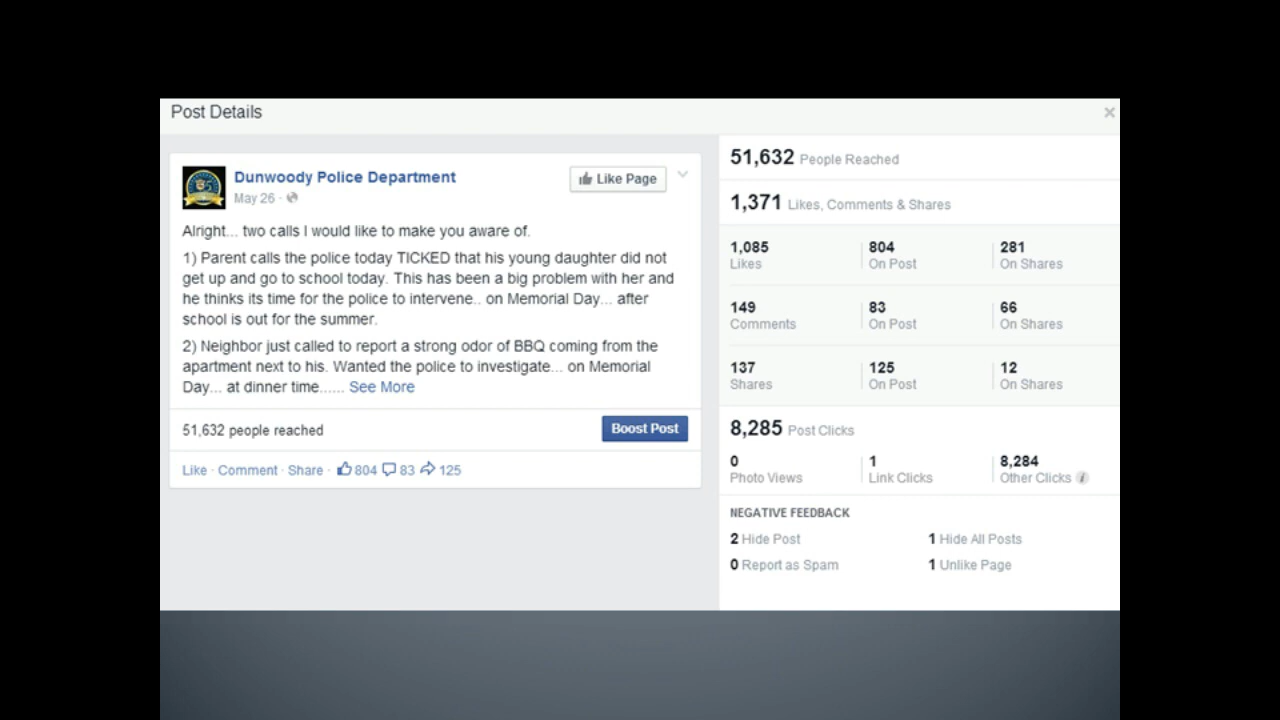 Post Details
Dunwoody Police Department
May 26 ·
Like Page
Alright... two calls I would like to make you aware of.
1) Parent calls the police today TICKED that his young daughter did not
get up and go to school today. This has been a big problem with her and
he thinks its time for the police to intervene.. on Memorial Day... after
school is out for the summer.
2) Neighbor just called to report a strong odor of BBQ coming from the
apartment next to his. Wanted the police to investigate... on Memorial
Day... at dinner time...... See More
51,632 people reached
Boost Post
Like · Comment · Share · 804 83 125
51,632 People Reached
1,371 Likes, Comments & Shares
1,085 804 281
Likes On Post On Shares
149 83 66
Comments On Post On Shares
137 125 12
Shares On Post On Shares
8,285 Post Clicks
0 1 8,284
Photo Views Link Clicks Other Clicks i
NEGATIVE FEEDBACK
2 Hide Post 1 Hide All Posts
0 Report as Spam 1 Unlike Page